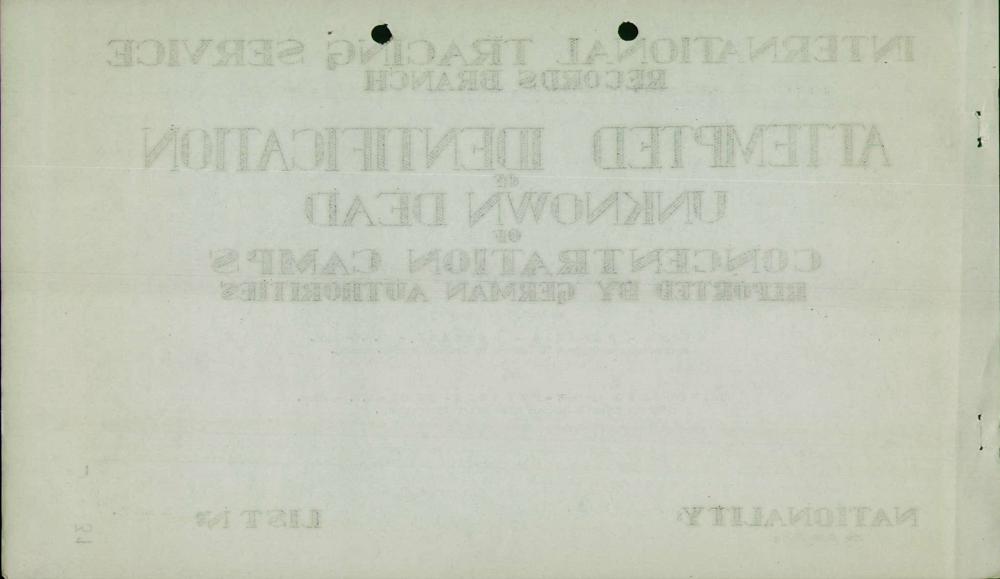 INTERNATIONAL TRACING SERVICE
RECORDS BRANCH
ATTEMPTED IDENTIFICATION
OF
UNKNOWN DEAD
OF
CONCENTRATION CAMPS
REPORTED BY GERMAN AUTHORITIES
NATIONALITY: LIST Nº